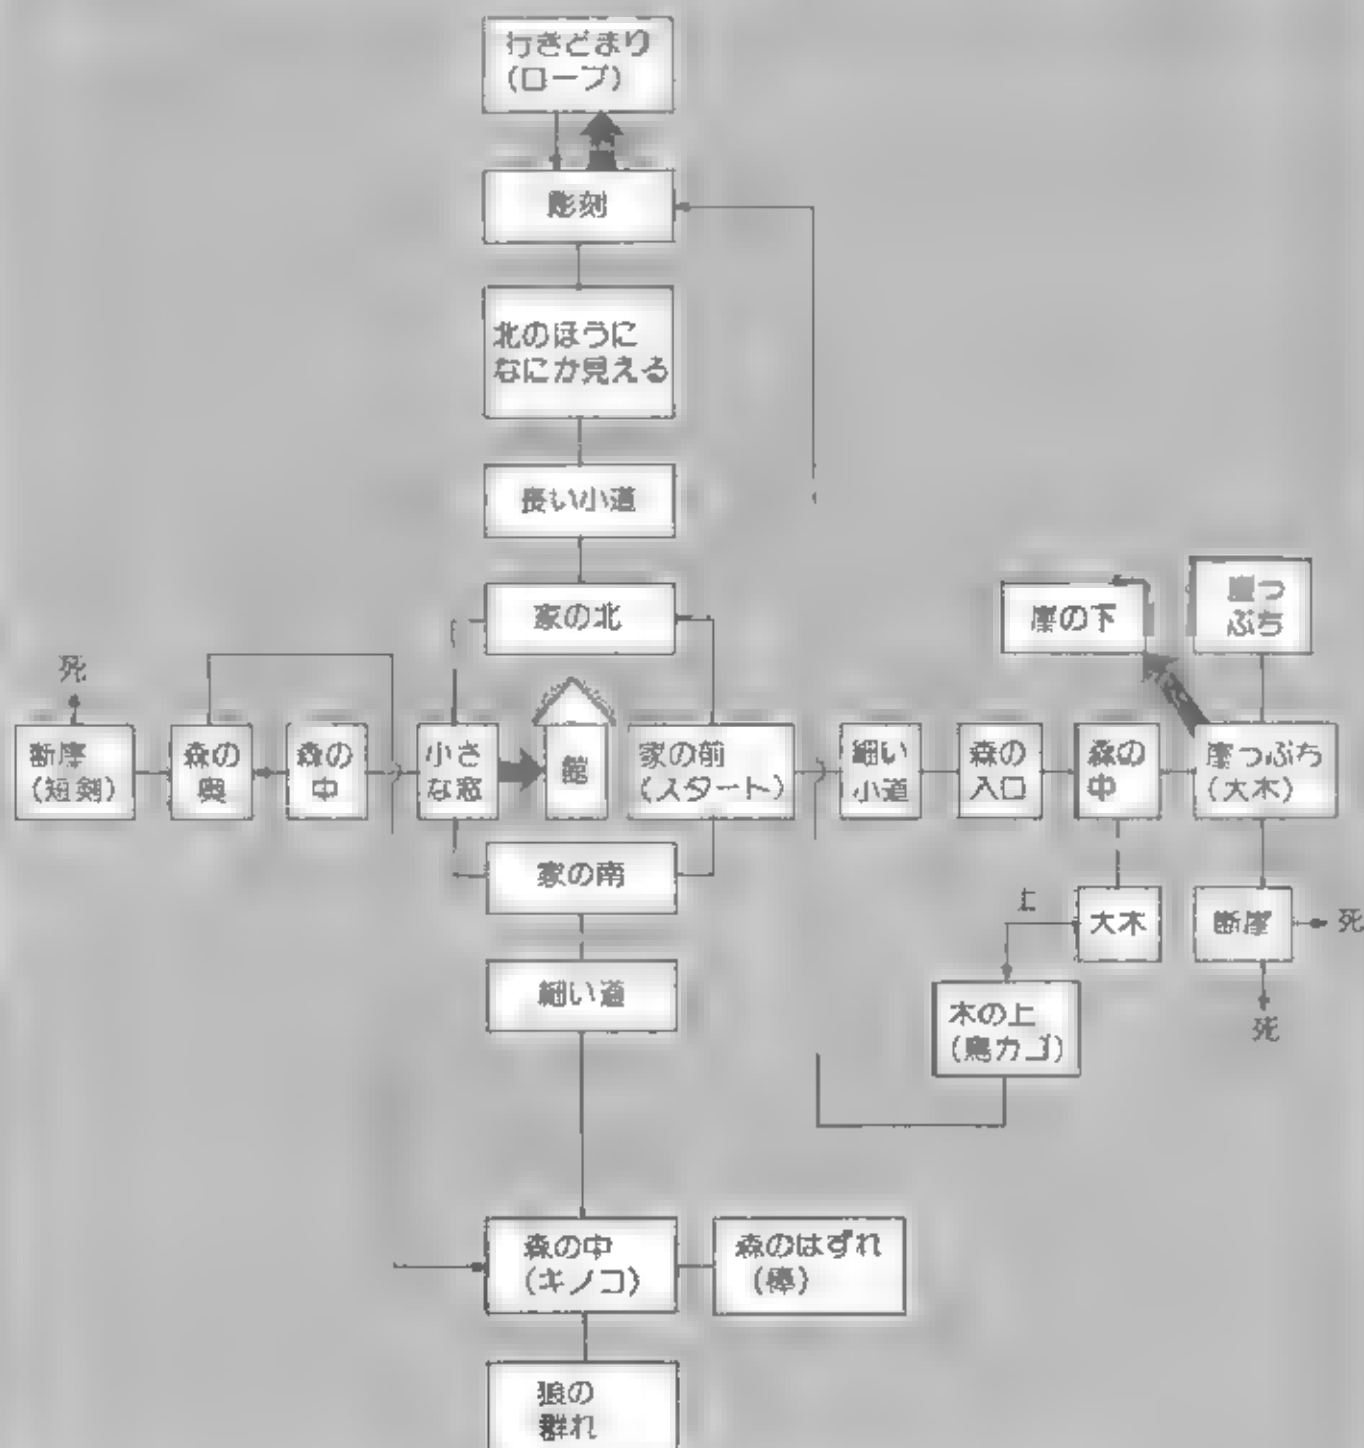 行きどまり
(ロープ)
彫刻
北のほうに
なにか見える
長い小道
家の北
崖の下
崖つ
ぶち
死
断崖
(短剣)
森の
奥
森の
中
小さ
な窓
館
家の前
(スタート)
細い
小道
森の
入口
森の
中
崖つぶち
(大木)
家の南
上
大木
断崖
死
細い道
木の上
(鳥カゴ)
死
森の中
(キノコ)
森のはずれ
(棒)
狼の
群れ